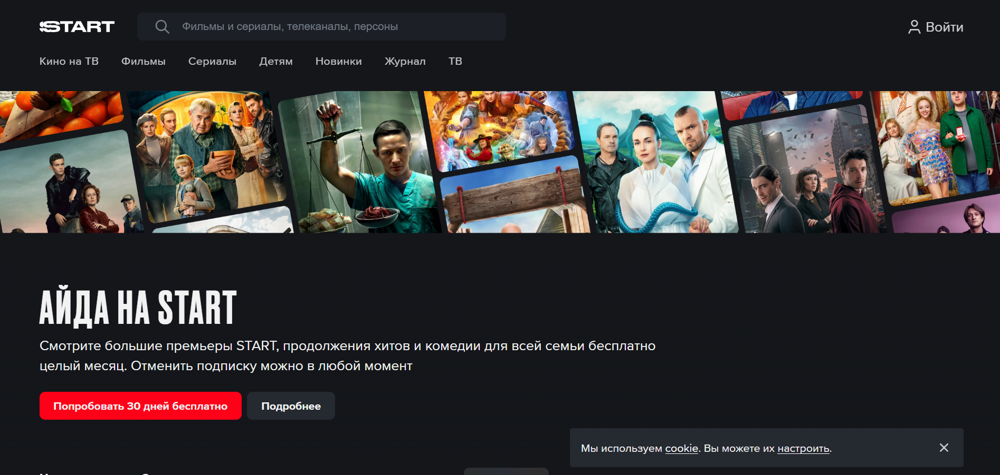 START
Фильмы и сериалы, телеканалы, персоны
Войти
Кино на ТВ
Фильмы
Сериалы
Детям
Новинки
Журнал
ТВ
АЙДА НА START
Смотрите большие премьеры START, продолжения хитов и комедии для всей семьи бесплатно
целый месяц. Отменить подписку можно в любой момент
Попробовать 30 дней бесплатно
Подробнее
Мы используем cookie. Вы можете их настроить.